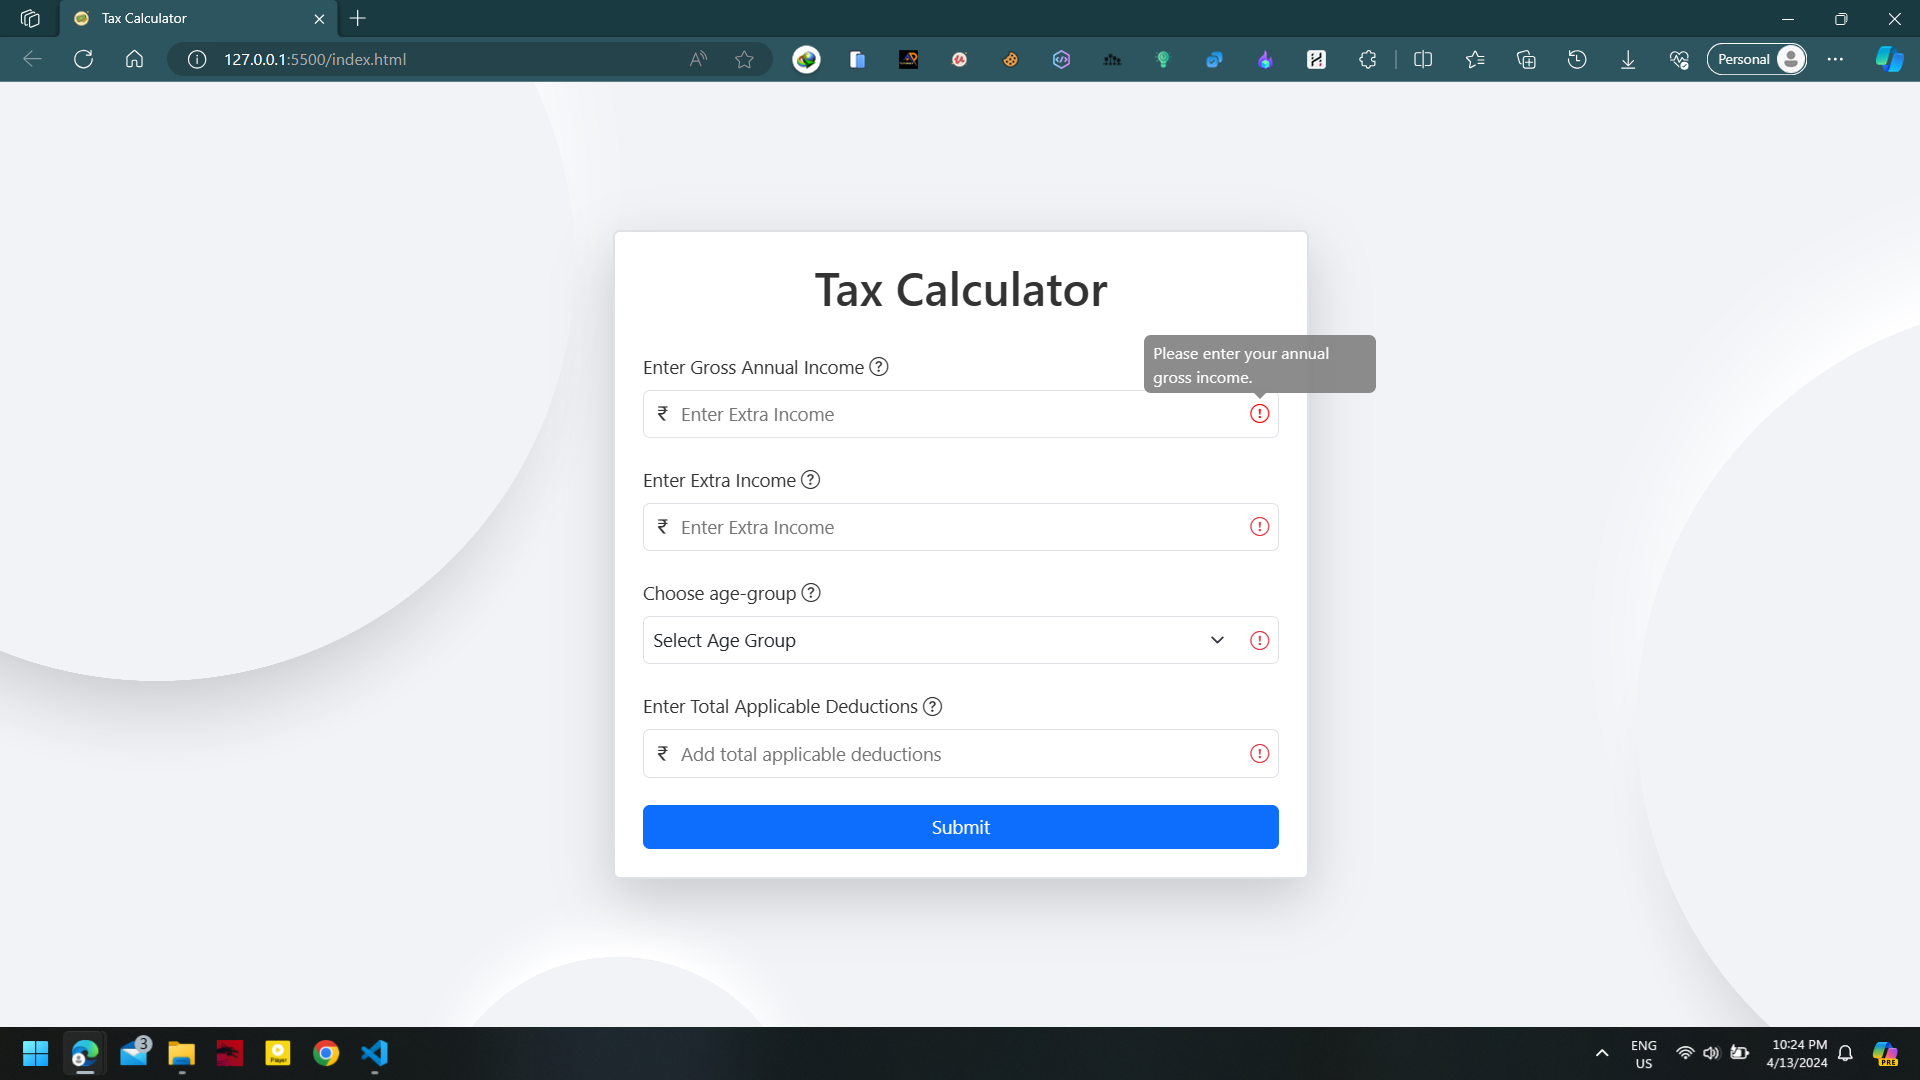 Tax Calculator
127.0.0.1:5500/index.html
Personal
Tax Calculator
Please enter your annual
gross income.
Enter Gross Annual Income ?
₹ Enter Extra Income
Enter Extra Income ?
₹ Enter Extra Income
Choose age-group ?
Select Age Group
Enter Total Applicable Deductions ?
₹ Add total applicable deductions
Submit
3
Player
ENG
US
10:24 PM
4/13/2024
PRE